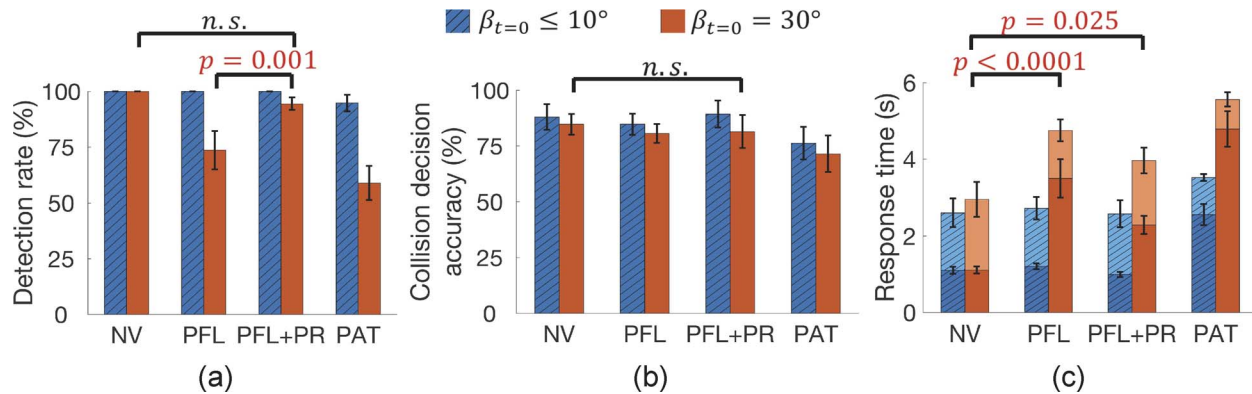 β_{t=0} ≤ 10°
β_{t=0} = 30°
n.s.
p = 0.001
Detection rate (%)
100
75
50
25
0
NV PFL PFL+PR PAT
(a)
n.s.
Collision decision
accuracy (%)
100
75
50
25
0
NV PFL PFL+PR PAT
(b)
p = 0.025
p < 0.0001
Response time (s)
6
4
2
0
NV PFL PFL+PR PAT
(c)